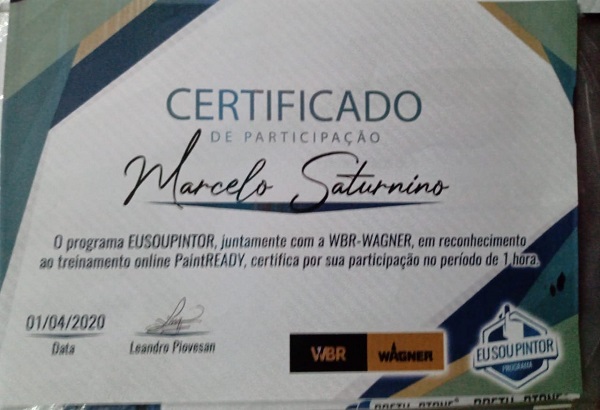 CERTIFICADO
DE PARTICIPAÇÃO
Marcelo Saturnino
O programa EUSOUPINTOR, juntamente com a WBR-WAGNER, em reconhecimento
ao treinamento online PaintREADY, certifica por sua participação no período de 1 hora.
01/04/2020
Data
Leandro Piovesan
WBR
WAGNER
EU SOU PINTOR
PROGRAMA